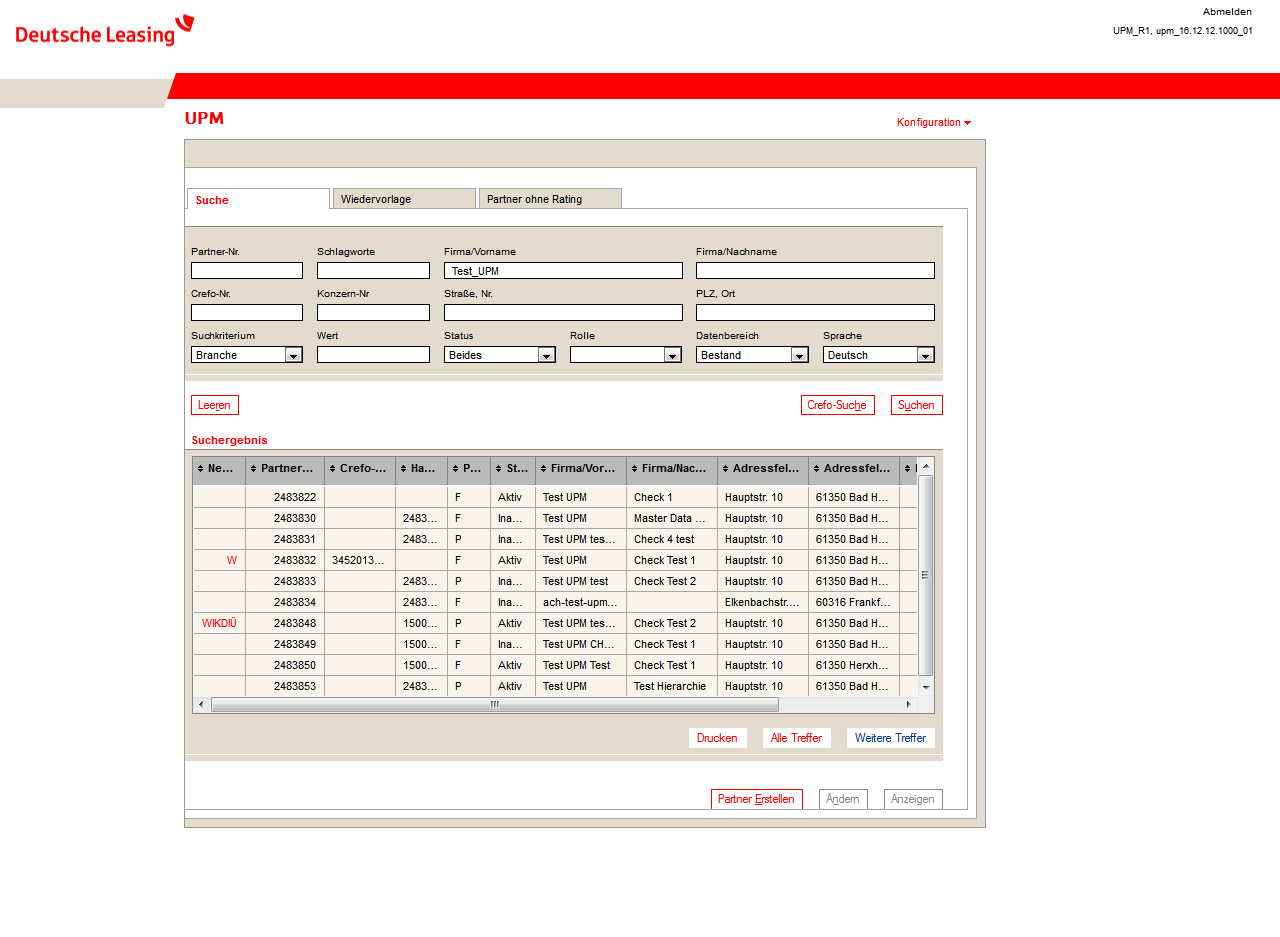 Deutsche Leasing
Abmelden
UPM_R1, upm_16.12.12.1000_01
UPM
Konfiguration
Suche Wiedervorlage Partner ohne Rating
Partner-Nr. Schlagworte Firma/Vorname Firma/Nachname
Test_UPM
Crefo-Nr. Konzern-Nr Straße, Nr. PLZ, Ort
Suchkriterium Wert Status Rolle Datenbereich Sprache
Branche Beides Bestand Deutsch
Leeren Crefo-Suche Suchen
Suchergebnis
Ne... Partner... Crefo-... Ha... P... St... Firma/Vor... Firma/Nac... Adressfel... Adressfel...
2483822 F Aktiv Test UPM Check 1 Hauptstr. 10 61350 Bad H...
2483830 2483... F Ina... Test UPM Master Data ... Hauptstr. 10 61350 Bad H...
2483831 2483... P Ina... Test UPM tes... Check 4 test Hauptstr. 10 61350 Bad H...
W 2483832 3452013... F Aktiv Test UPM Check Test 1 Hauptstr. 10 61350 Bad H...
2483833 2483... P Ina... Test UPM test Check Test 2 Hauptstr. 10 61350 Bad H...
2483834 2483... F Ina... ach-test-upm... Elkenbachstr.... 60316 Frankf...
WIKDIÜ 2483848 1500... P Aktiv Test UPM tes... Check Test 2 Hauptstr. 10 61350 Bad H...
2483849 1500... F Ina... Test UPM CH... Check Test 1 Hauptstr. 10 61350 Bad H...
2483850 1500... F Aktiv Test UPM Test Check Test 1 Hauptstr. 10 61350 Herxh...
2483853 2483... P Aktiv Test UPM Test Hierarchie Hauptstr. 10 61350 Bad H...
Drucken Alle Treffer Weitere Treffer
Partner Erstellen Ändern Anzeigen